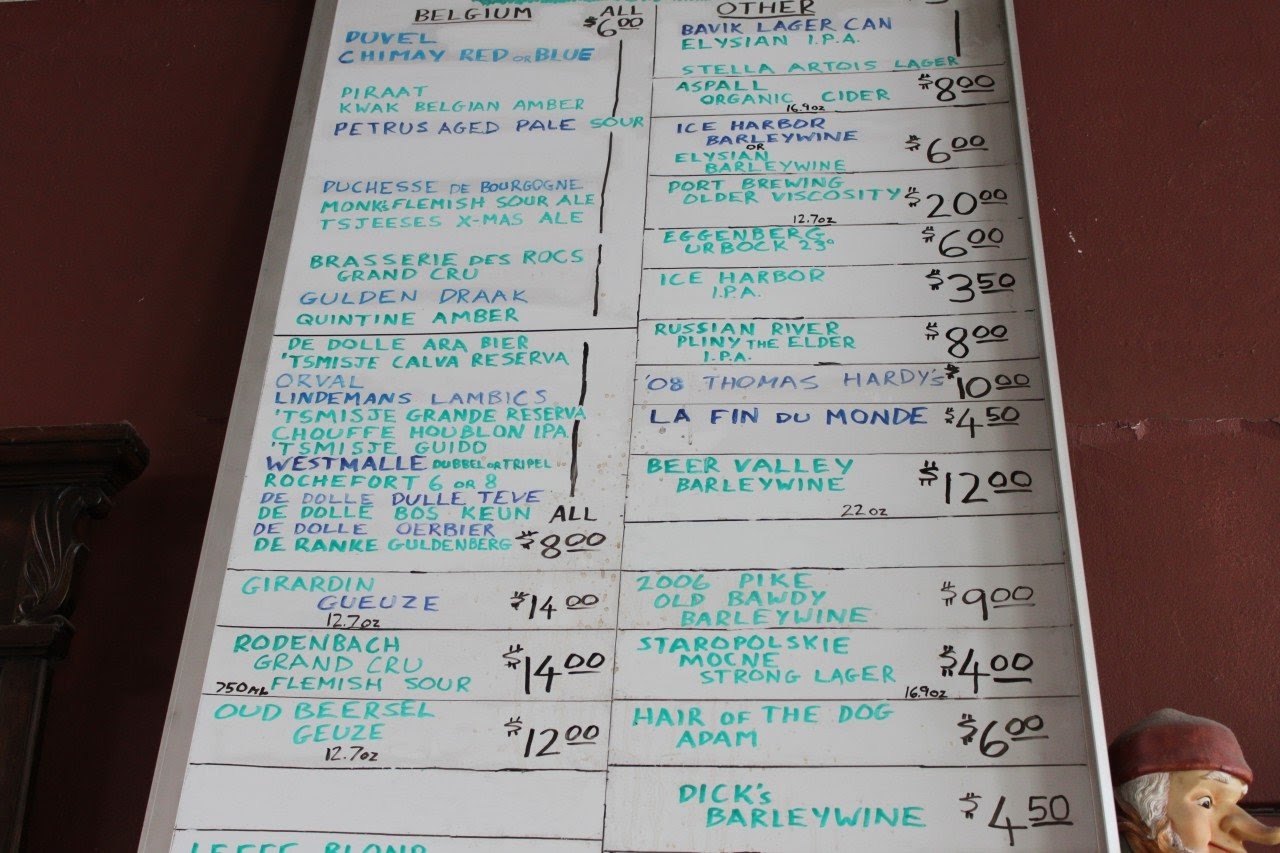 BELGIUM
ALL
$6.00
DUVEL
CHIMAY RED OR BLUE
PIRAAT
KWAK BELGIAN AMBER
PETRUS AGED PALE SOUR
DUCHESSE DE BOURGOGNE
MONK'S FLEMISH SOUR ALE
TSJEESES X-MAS ALE
BRASSERIE DES ROCS
GRAND CRU
GULDEN DRAAK
QUINTINE AMBER
DE DOLLE ARA BIER
'TSMISJE CALVA RESERVA
ORVAL
LINDEMANS LAMBICS
'TSMISJE GRANDE RESERVA
CHOUFFE HOUBLON IPA
'TSMISJE GUIDO
WESTMALLE DUBBEL OR TRIPEL
ROCHEFORT 6 OR 8
DE DOLLE DULLE TEVE
DE DOLLE BOS KEUN ALL
DE DOLLE OERBIER
DE RANKE GULDENBERG $8.00
GIRARDIN
GUEUZE $14.00
12.7oz
RODENBACH
GRAND CRU $14.00
750ML FLEMISH SOUR
OUD BEERSEL
GEUZE $12.00
12.7oz
LEFFE BLOND
OTHER
BAVIK LAGER CAN
ELYSIAN I.P.A.
STELLA ARTOIS LAGER
ASPALL
ORGANIC CIDER $8.00
16.9oz
ICE HARBOR
BARLEYWINE
OR $6.00
ELYSIAN
BARLEYWINE
PORT BREWING
OLDER VISCOSITY $20.00
12.7oz
EGGENBERG
URBOCK 23° $6.00
ICE HARBOR
I.P.A. $3.50
RUSSIAN RIVER
PLINY THE ELDER $8.00
I.P.A.
'08 THOMAS HARDY'S $10.00
LA FIN DU MONDE $4.50
BEER VALLEY
BARLEYWINE $12.00
22oz
2006 PIKE
OLD BAWDY $9.00
BARLEYWINE
STAROPOLSKIE
MOCNE $4.00
STRONG LAGER
16.9oz
HAIR OF THE DOG
ADAM $6.00
DICK'S
BARLEYWINE $4.50